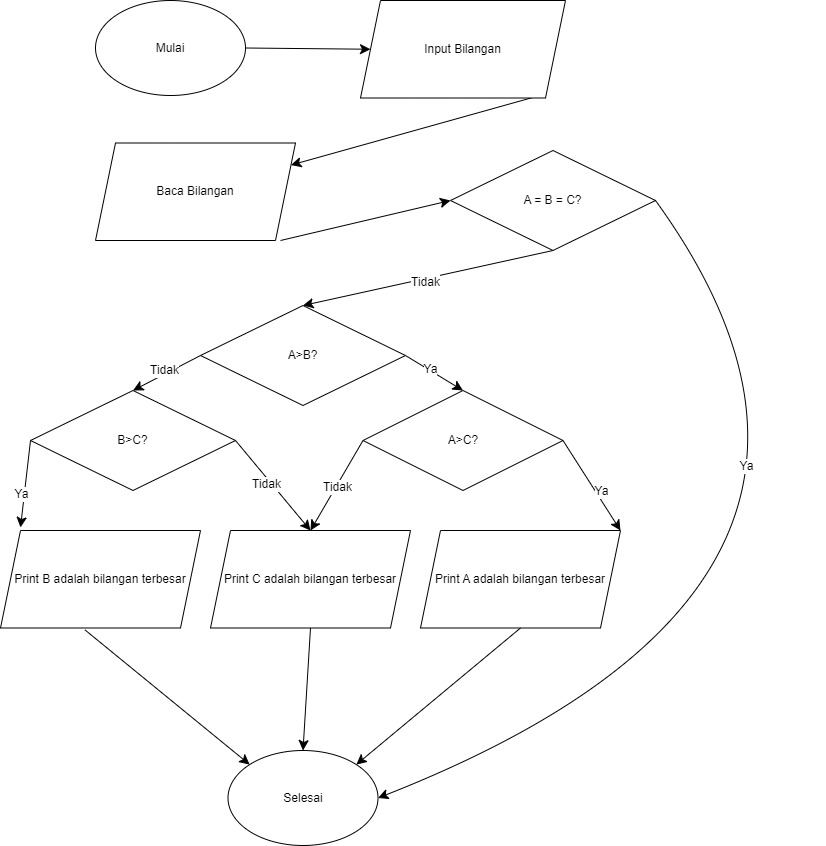 Mulai
Input Bilangan
Baca Bilangan
A = B = C?
Tidak
A>B?
Tidak
Ya
B>C?
A>C?
Ya
Ya
Tidak
Tidak
Ya
Print B adalah bilangan terbesar
Print C adalah bilangan terbesar
Print A adalah bilangan terbesar
Selesai